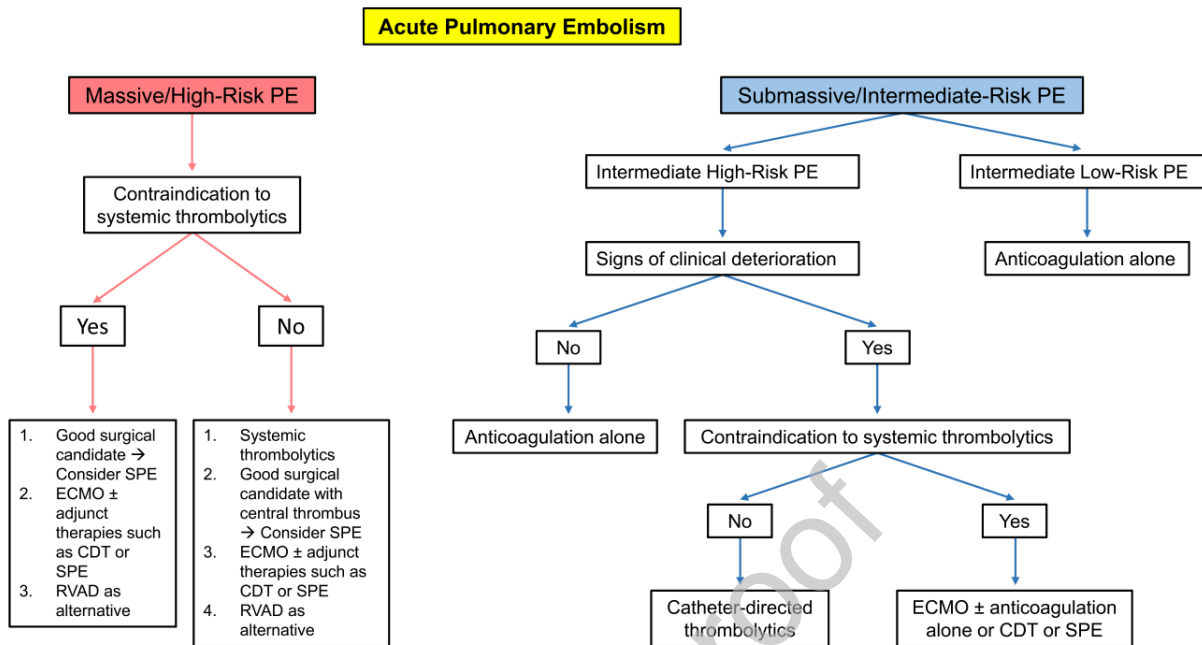 Acute Pulmonary Embolism
Massive/High-Risk PE
Contraindication to
systemic thrombolytics
Yes
No
1. Good surgical
candidate →
Consider SPE
2. ECMO ±
adjunct
therapies such
as CDT or
SPE
3. RVAD as
alternative
1. Systemic
thrombolytics
2. Good surgical
candidate with
central thrombus
→ Consider SPE
3. ECMO ± adjunct
therapies such as
CDT or SPE
4. RVAD as
alternative
Submassive/Intermediate-Risk PE
Intermediate High-Risk PE
Intermediate Low-Risk PE
Signs of clinical deterioration
Anticoagulation alone
No
Yes
Anticoagulation alone
Contraindication to systemic thrombolytics
No
Yes
Catheter-directed
thrombolytics
ECMO ± anticoagulation
alone or CDT or SPE
roof